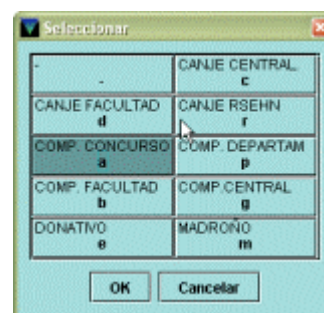 Seleccionar
- CANJE CENTRAL
- c
CANJE FACULTAD CANJE RSEHN
d r
COMP. CONCURSO COMP. DEPARTAM
a p
COMP. FACULTAD COMP.CENTRAL
b g
DONATIVO MADROÑO
e m
OK Cancelar